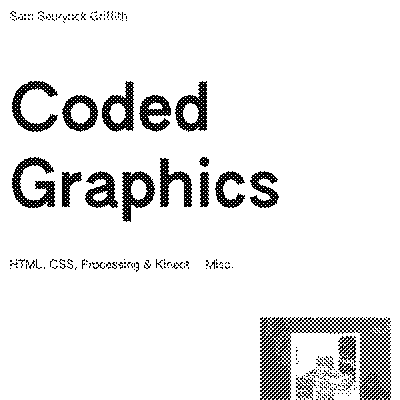 Sam Griffith
Coded
Graphics
HTML, CSS, Processing & Kinect Misc.